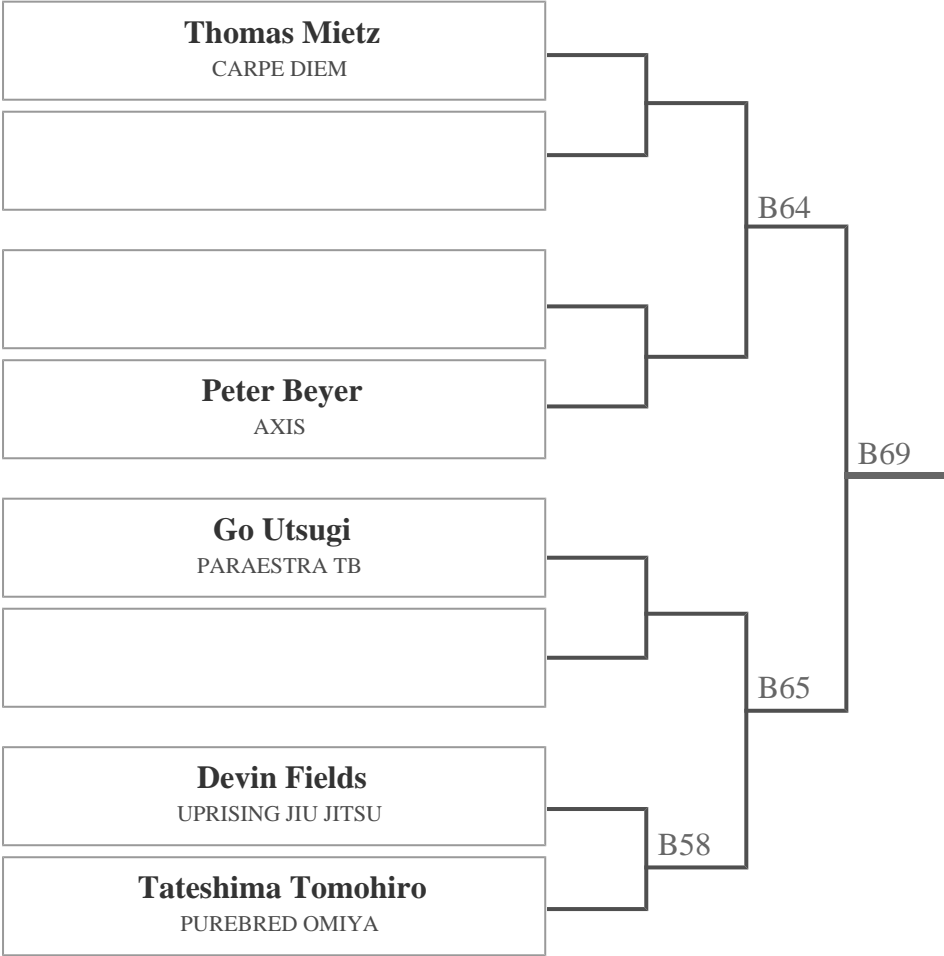 Thomas Mietz
CARPE DIEM
B64
Peter Beyer
AXIS
B69
Go Utsugi
PARAESTRA TB
B65
Devin Fields
UPRISING JIU JITSU
B58
Tateshima Tomohiro
PUREBRED OMIYA